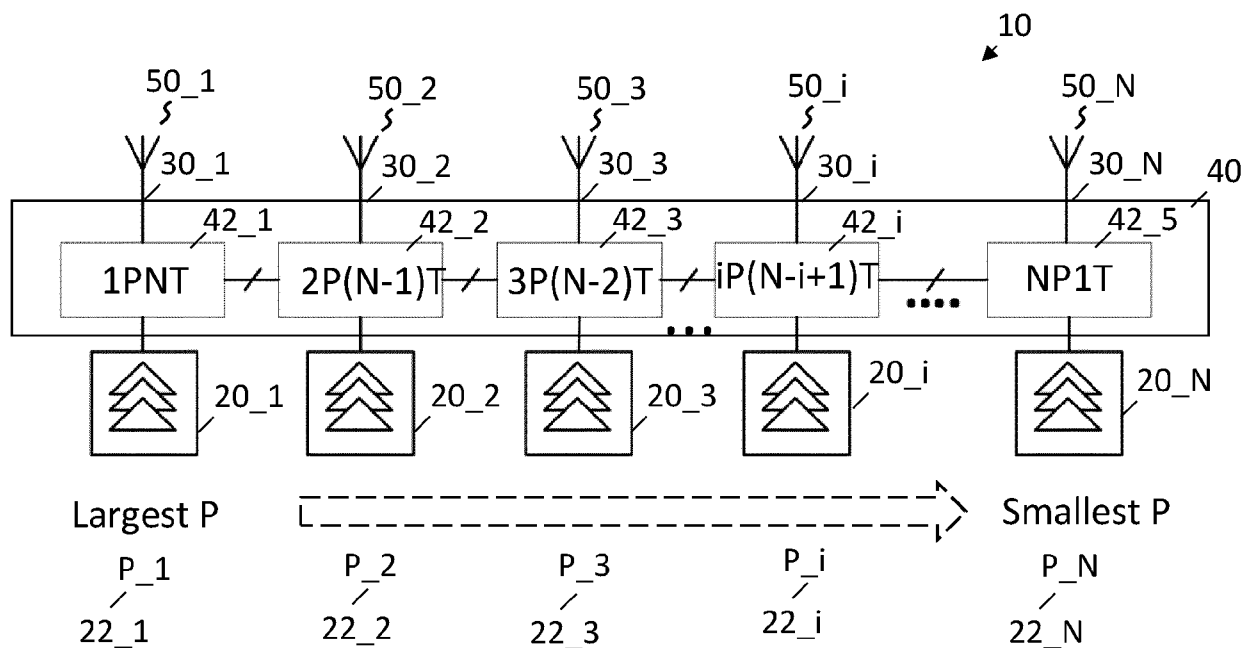 10
50_1 50_2 50_3 50_i 50_N
30_1 30_2 30_3 30_i 30_N 40
42_1 42_2 42_3 42_i 42_5
1PNT 2P(N-1)T 3P(N-2)T iP(N-i+1)T NP1T
20_1 20_2 20_3 20_i 20_N
Largest P Smallest P
P_1 P_2 P_3 P_i P_N
22_1 22_2 22_3 22_i 22_N